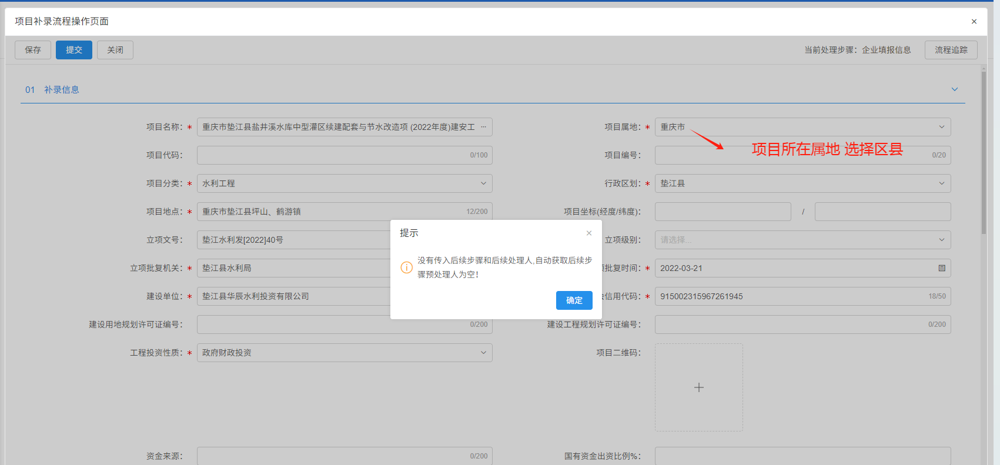 项目补录流程操作页面
×
保存 提交 关闭 当前处理步骤：企业填报信息 流程追踪
01 补录信息
项目名称：* 重庆市垫江县盐井溪水库中型灌区续建配套与节水改造项 (2022年度)建安工 ... 项目属地：* 重庆市
项目所在属地 选择区县
项目代码： 0/100 项目编号： 0/20
项目分类：* 水利工程 行政区划：* 垫江县
项目地点：* 重庆市垫江县坪山、鹤游镇 12/200 项目坐标(经度/纬度)： /
立项文号： 垫江水利发[2022]40号 立项级别： 请选择...
立项批复机关：* 垫江县水利局 批复时间：* 2022-03-21
建设单位：* 垫江县华辰水利投资有限公司 信用代码：* 915002315967261945 18/50
建设用地规划许可证编号： 0/200 建设工程规划许可证编号： 0/200
工程投资性质：* 政府财政投资 项目二维码：
资金来源： 0/200 国有资金出资比例%：
提示 ×
没有传入后续步骤和后续处理人,自动获取后续步
骤预处理人为空！
确定